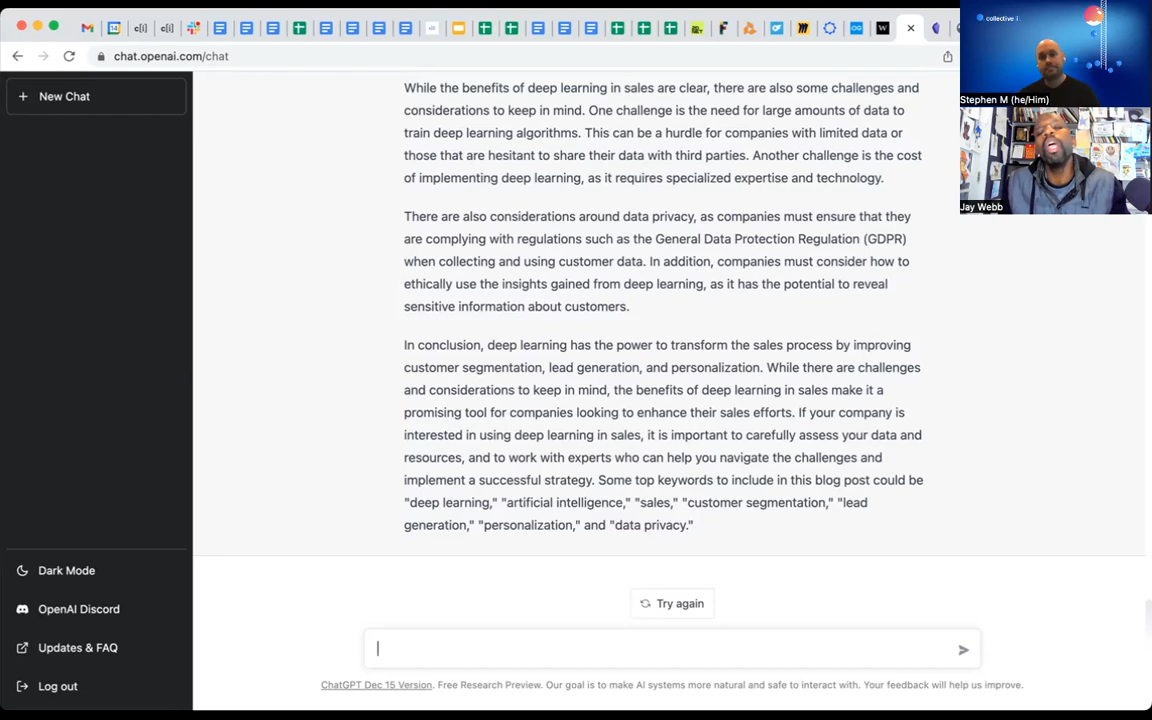 chat.openai.com/chat
collective i
Stephen M (he/Him)
Jay Webb
New Chat
While the benefits of deep learning in sales are clear, there are also some challenges and
considerations to keep in mind. One challenge is the need for large amounts of data to
train deep learning algorithms. This can be a hurdle for companies with limited data or
those that are hesitant to share their data with third parties. Another challenge is the cost
of implementing deep learning, as it requires specialized expertise and technology.
There are also considerations around data privacy, as companies must ensure that they
are complying with regulations such as the General Data Protection Regulation (GDPR)
when collecting and using customer data. In addition, companies must consider how to
ethically use the insights gained from deep learning, as it has the potential to reveal
sensitive information about customers.
In conclusion, deep learning has the power to transform the sales process by improving
customer segmentation, lead generation, and personalization. While there are challenges
and considerations to keep in mind, the benefits of deep learning in sales make it a
promising tool for companies looking to enhance their sales efforts. If your company is
interested in using deep learning in sales, it is important to carefully assess your data and
resources, and to work with experts who can help you navigate the challenges and
implement a successful strategy. Some top keywords to include in this blog post could be
"deep learning," "artificial intelligence," "sales," "customer segmentation," "lead
generation," "personalization," and "data privacy."
Dark Mode
OpenAI Discord
Updates & FAQ
Log out
Try again
ChatGPT Dec 15 Version. Free Research Preview. Our goal is to make AI systems more natural and safe to interact with. Your feedback will help us improve.